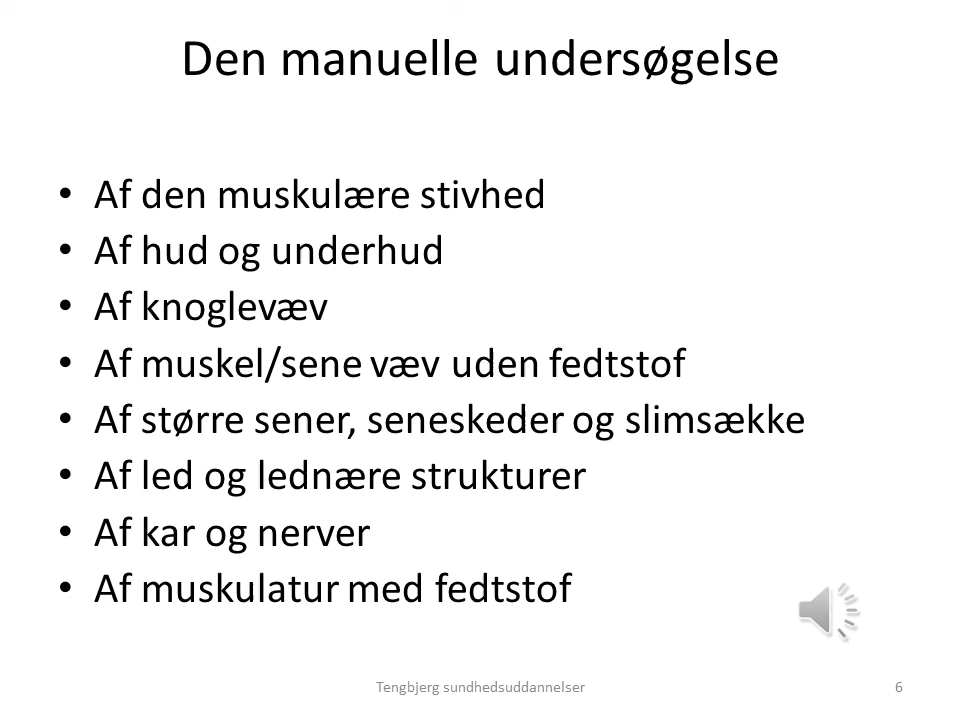 Den manuelle undersøgelse
• Af den muskulære stivhed
• Af hud og underhud
• Af knoglevæv
• Af muskel/sene væv uden fedtstof
• Af større sener, seneskeder og slimsække
• Af led og lednære strukturer
• Af kar og nerver
• Af muskulatur med fedtstof
Tengbjerg sundhedsuddannelser 6